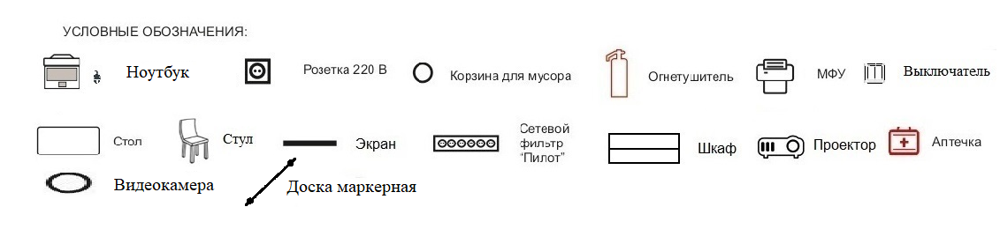 УСЛОВНЫЕ ОБОЗНАЧЕНИЯ:
Ноутбук
Розетка 220 В
Корзина для мусора
Огнетушитель
МФУ
Выключатель
Стол
Стул
Экран
Сетевой
фильтр
“Пилот”
Шкаф
Проектор
Аптечка
Видеокамера
Доска маркерная